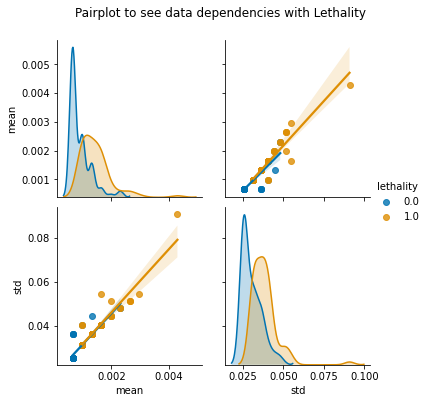 Pairplot to see data dependencies with Lethality
0.005
0.004
0.003
0.002
0.001
mean
lethality
0.0
1.0
0.08
0.06
0.04
std
0.002
0.004
mean
0.025
0.050
0.075
0.100
std